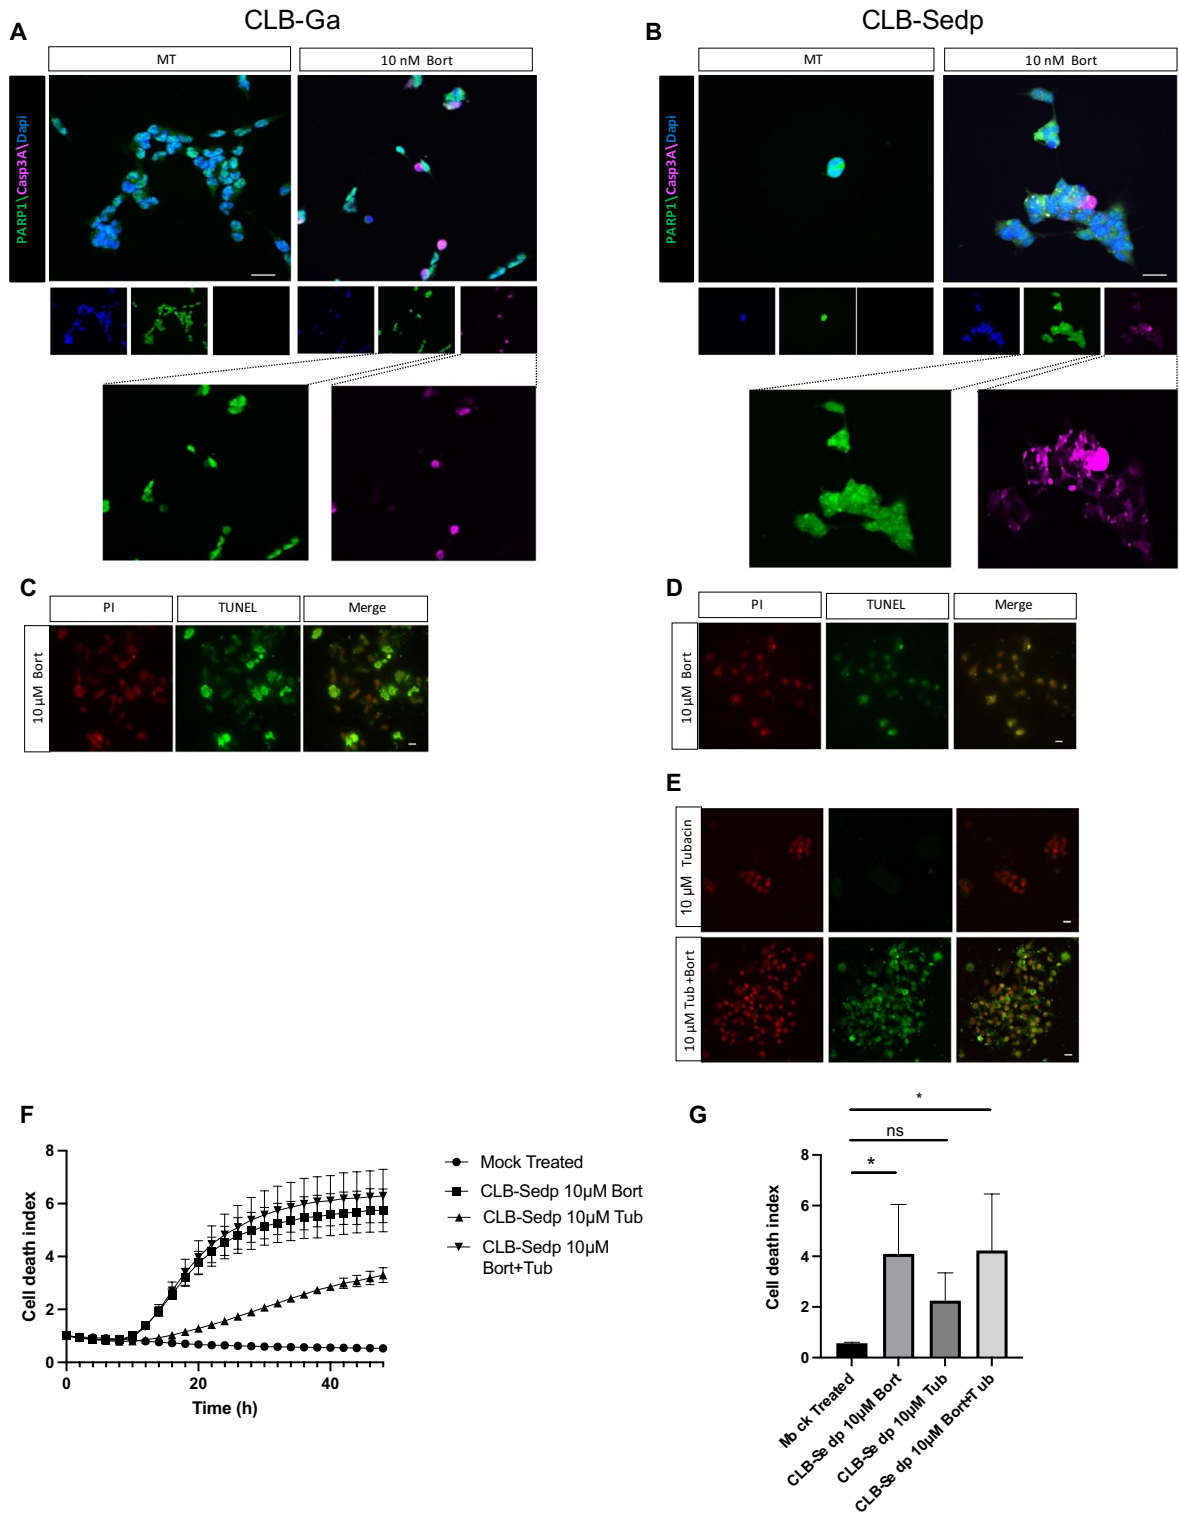 CLB-Ga
CLB-Sedp
A
B
MT
10 nM Bort
MT
10 nM Bort
PARP1\Casp3A\Dapi
PARP1\Casp3A\Dapi
C
D
PI
TUNEL
Merge
PI
TUNEL
Merge
10 µM Bort
10 µM Bort
E
10 µM Tubacin
10 µM Tub+Bort
F
G
Cell death index
8
6
4
2
0
0
20
40
Time (h)
Mock Treated
CLB-Sedp 10µM Bort
CLB-Sedp 10µM Tub
CLB-Sedp 10µM
Bort+Tub
*
ns
*
Cell death index
8
6
4
2
0
Mo ck Treated
CLB-Se dp 10µM Bort
CLB-Se dp 10µM Tub
CLB-Se dp 10µM Bort+T ub